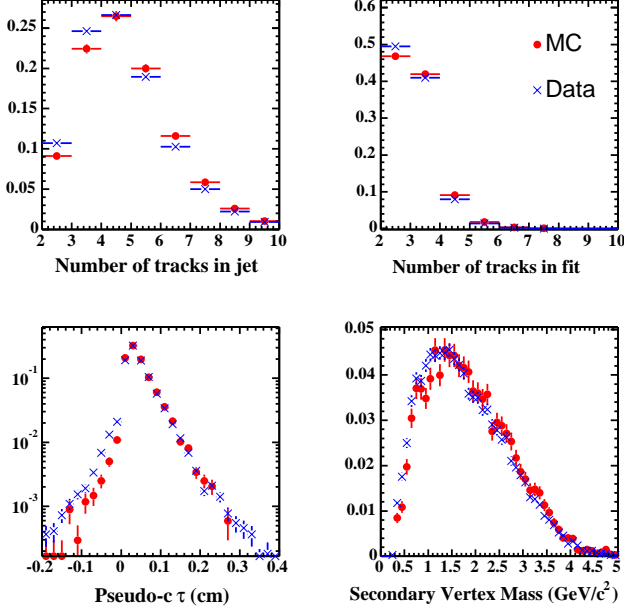 0.25
0.2
0.15
0.1
0.05
0
2 3 4 5 6 7 8 9 10
Number of tracks in jet
0.6
0.5
0.4
0.3
0.2
0.1
0
2 3 4 5 6 7 8 9 10
Number of tracks in fit
MC
Data
10-1
10-2
10-3
-0.2 -0.1 0 0.1 0.2 0.3 0.4
Pseudo-c τ (cm)
0.05
0.04
0.03
0.02
0.01
0
0 0.5 1 1.5 2 2.5 3 3.5 4 4.5 5
Secondary Vertex Mass (GeV/c2)